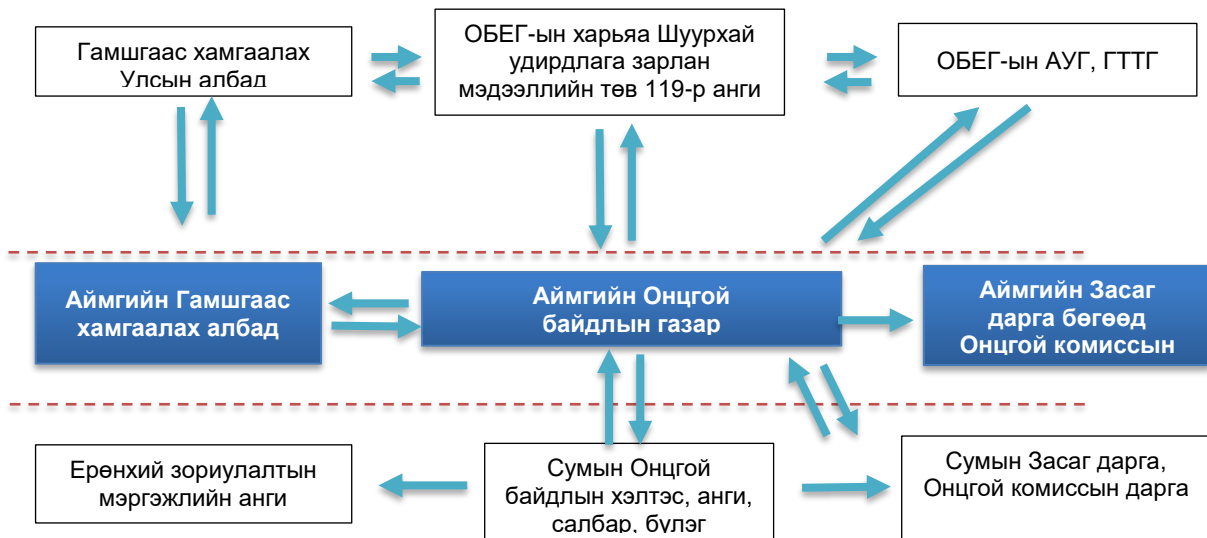 Гамшгаас хамгаалах
Улсын албад
ОБЕГ-ын харьяа Шуурхай
удирдлага зарлан
мэдээллийн төв 119-р анги
ОБЕГ-ын АУГ, ГТТГ
Аймгийн Гамшгаас
хамгаалах албад
Аймгийн Онцгой
байдлын газар
Аймгийн Засаг
дарга бөгөөд
Онцгой комиссын
Ерөнхий зориулалтын
мэргэжлийн анги
Сумын Онцгой
байдлын хэлтэс, анги,
салбар, бүлэг
Сумын Засаг дарга,
Онцгой комиссын дарга